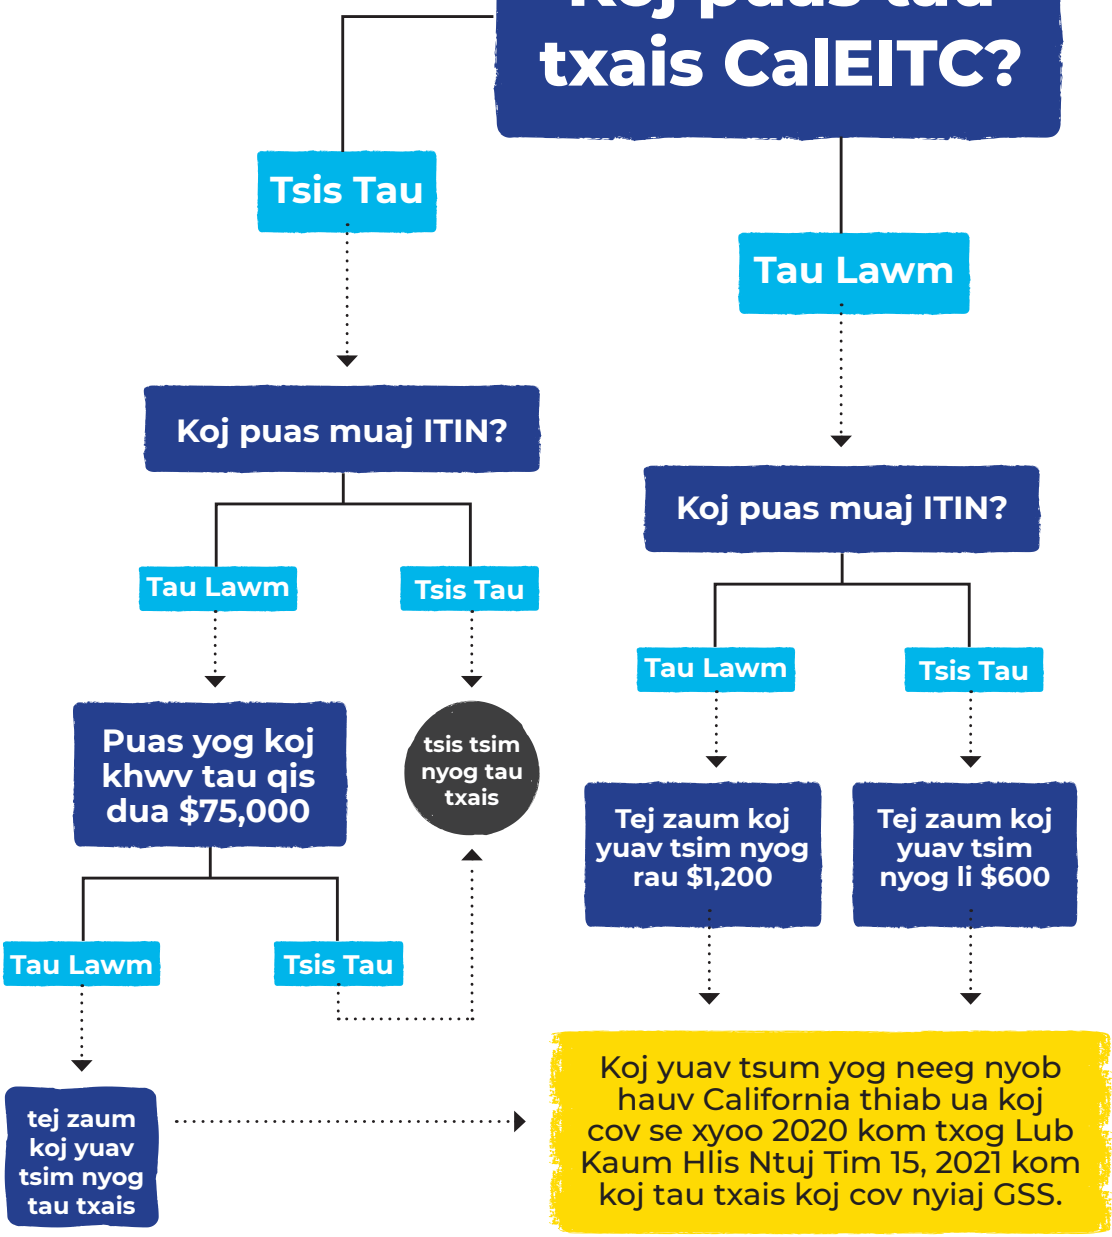 Koj puas tau
txais CalEITC?
Tsis Tau
Tau Lawm
Koj puas muaj ITIN?
Koj puas muaj ITIN?
Tau Lawm
Tsis Tau
Tau Lawm
Tsis Tau
Puas yog koj
khwv tau qis
dua $75,000
tsis tsim
nyog tau
txais
Tej zaum koj
yuav tsim nyog
rau $1,200
Tej zaum koj
yuav tsim
nyog li $600
Tau Lawm
Tsis Tau
tej zaum
koj yuav
tsim nyog
tau txais
Koj yuav tsum yog neeg nyob
hauv California thiab ua koj
cov se xyoo 2020 kom txog Lub
Kaum Hlis Ntuj Tim 15, 2021 kom
koj tau txais koj cov nyiaj GSS.